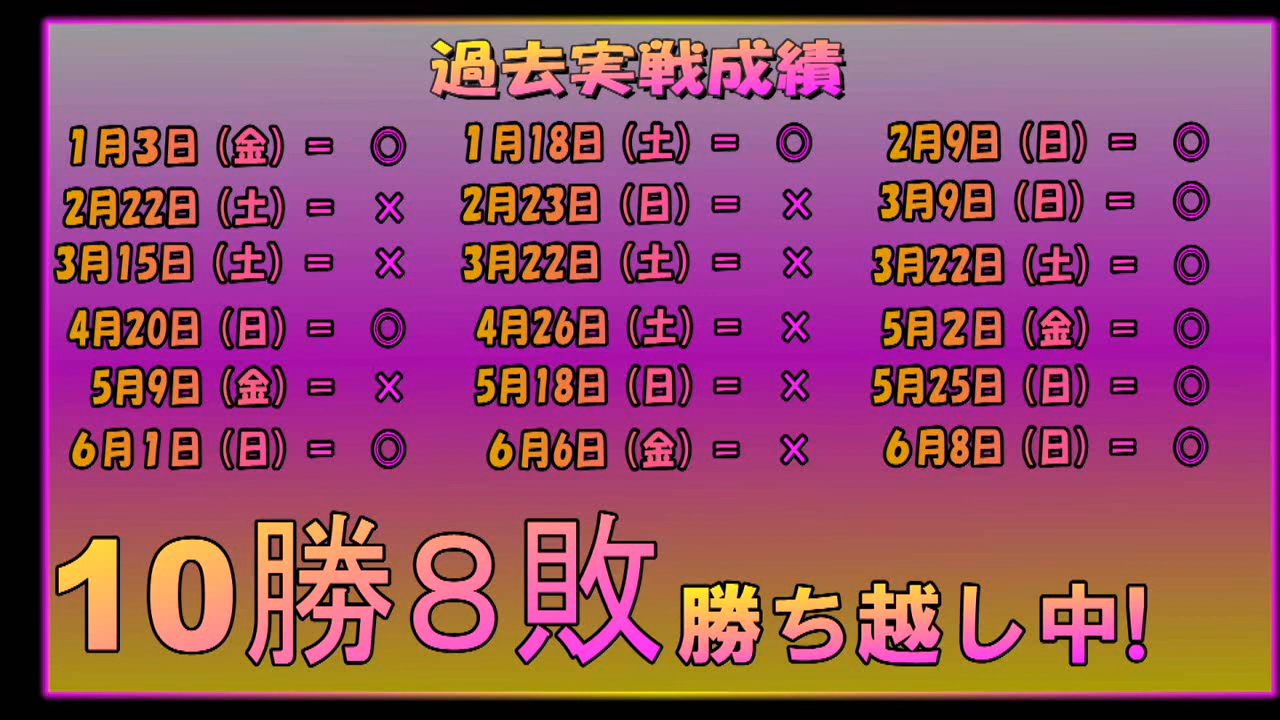 過去実戦成績
1月3日（金）＝ ◎ 1月18日（土）＝ ◎ 2月9日（日）＝ ◎
2月22日（土）＝ × 2月23日（日）＝ × 3月9日（日）＝ ◎
3月15日（土）＝ × 3月22日（土）＝ × 3月22日（土）＝ ◎
4月20日（日）＝ ◎ 4月26日（土）＝ × 5月2日（金）＝ ◎
5月9日（金）＝ × 5月18日（日）＝ × 5月25日（日）＝ ◎
6月1日（日）＝ ◎ 6月6日（金）＝ × 6月8日（日）＝ ◎
10勝８敗 勝ち越し中!